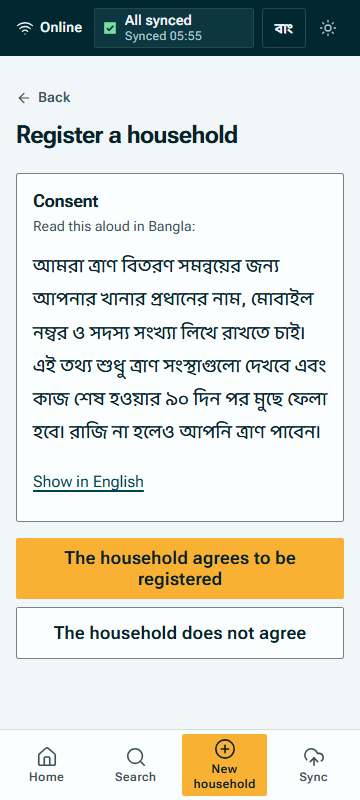 Online
All synced
Synced 05:55
বাং
Back
Register a household
Consent
Read this aloud in Bangla:
আমরা ত্রাণ বিতরণ সমন্বয়ের জন্য
আপনার খানার প্রধানের নাম, মোবাইল
নম্বর ও সদস্য সংখ্যা লিখে রাখতে চাই।
এই তথ্য শুধু ত্রাণ সংস্থাগুলো দেখবে এবং
কাজ শেষ হওয়ার ৯০ দিন পর মুছে ফেলা
হবে। রাজি না হলেও আপনি ত্রাণ পাবেন।
Show in English
The household agrees to be
registered
The household does not agree
Home
Search
New
household
Sync